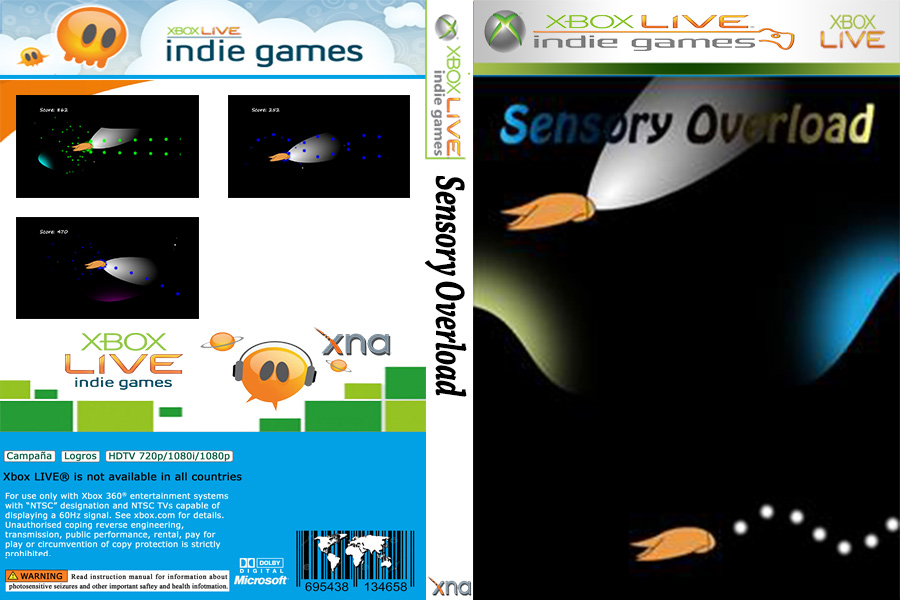 XBOX LIVE
indie games
Score: 862
Score: 252
Score: 470
XBOX
LIVE
indie games
xna
Campaña Logros HDTV 720p/1080i/1080p
Xbox LIVE® is not available in all countries
For use only with Xbox 360® entertainment systems
with "NTSC" designation and NTSC TVs capable of
displaying a 60Hz signal. See xbox.com for details.
Unauthorised coping reverse engineering,
transmission, public performance, rental, pay for
play or circumvention of copy protection is strictly
prohibited.
WARNING Read instruction manual for information about
photosensitive seizures and other important saftey and health infotmation.
DOLBY
DIGITAL
Microsoft®
695438 134658
XBOX LIVE
indie games
Sensory Overload
xna
XBOX LIVE
indie games
XBOX
LIVE
Sensory Overload